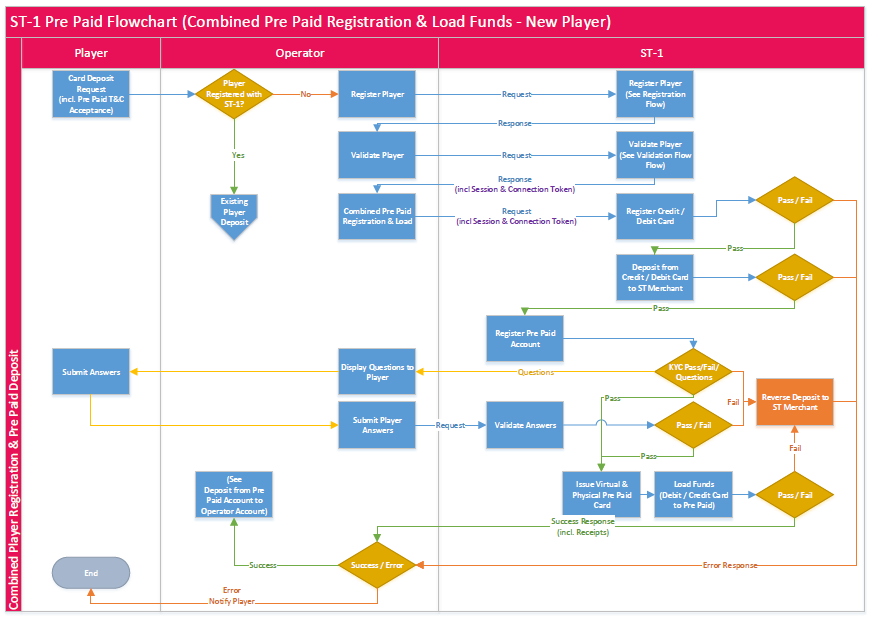 ST-1 Pre Paid Flowchart (Combined Pre Paid Registration & Load Funds - New Player)
Player
Operator
ST-1
Combined Player Registration & Pre Paid Deposit
Card Deposit
Request
(incl. Pre Paid T&C
Acceptance)
Player
Registered with
ST-1?
No
Register Player
Request
Register Player
(See Registration
Flow)
Response
Yes
Validate Player
Request
Validate Player
(See Validation Flow
Flow)
Response
(incl Session & Connection Token)
Existing
Player
Deposit
Combined Pre Paid
Registration & Load
Request
(incl Session & Connection Token)
Register Credit /
Debit Card
Pass / Fail
Pass
Deposit from
Credit / Debit Card
to ST Merchant
Pass / Fail
Pass
Register Pre Paid
Account
Submit Answers
Display Questions to
Player
Questions
KYC Pass/Fail/
Questions
Pass
Fail
Reverse Deposit to
ST Merchant
Submit Player
Answers
Request
Validate Answers
Pass / Fail
Pass
Fail
(See
Deposit from Pre
Paid Account to
Operator Account)
Issue Virtual &
Physical Pre Paid
Card
Load Funds
(Debit / Credit Card
to Pre Paid)
Pass / Fail
Success Response
(incl. Receipts)
Success
Success / Error
Error Response
End
Error
Notify Player